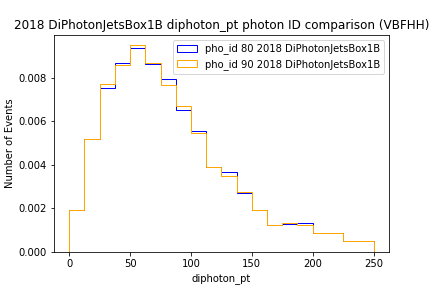 2018 DiPhotonJetsBox1B diphoton_pt photon ID comparison (VBFHH)
pho_id 80 2018 DiPhotonJetsBox1B
pho_id 90 2018 DiPhotonJetsBox1B
Number of Events
0.008
0.006
0.004
0.002
0.000
0 50 100 150 200 250
diphoton_pt